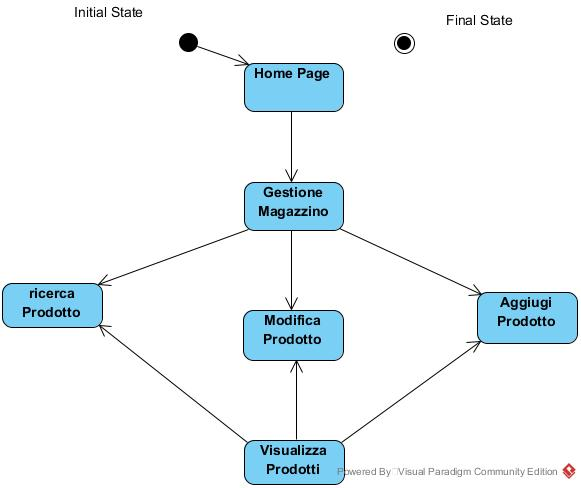 Initial State
Final State
Home Page
Gestione
Magazzino
ricerca
Prodotto
Modifica
Prodotto
Aggiugi
Prodotto
Visualizza
Prodotti
Powered By Visual Paradigm Community Edition